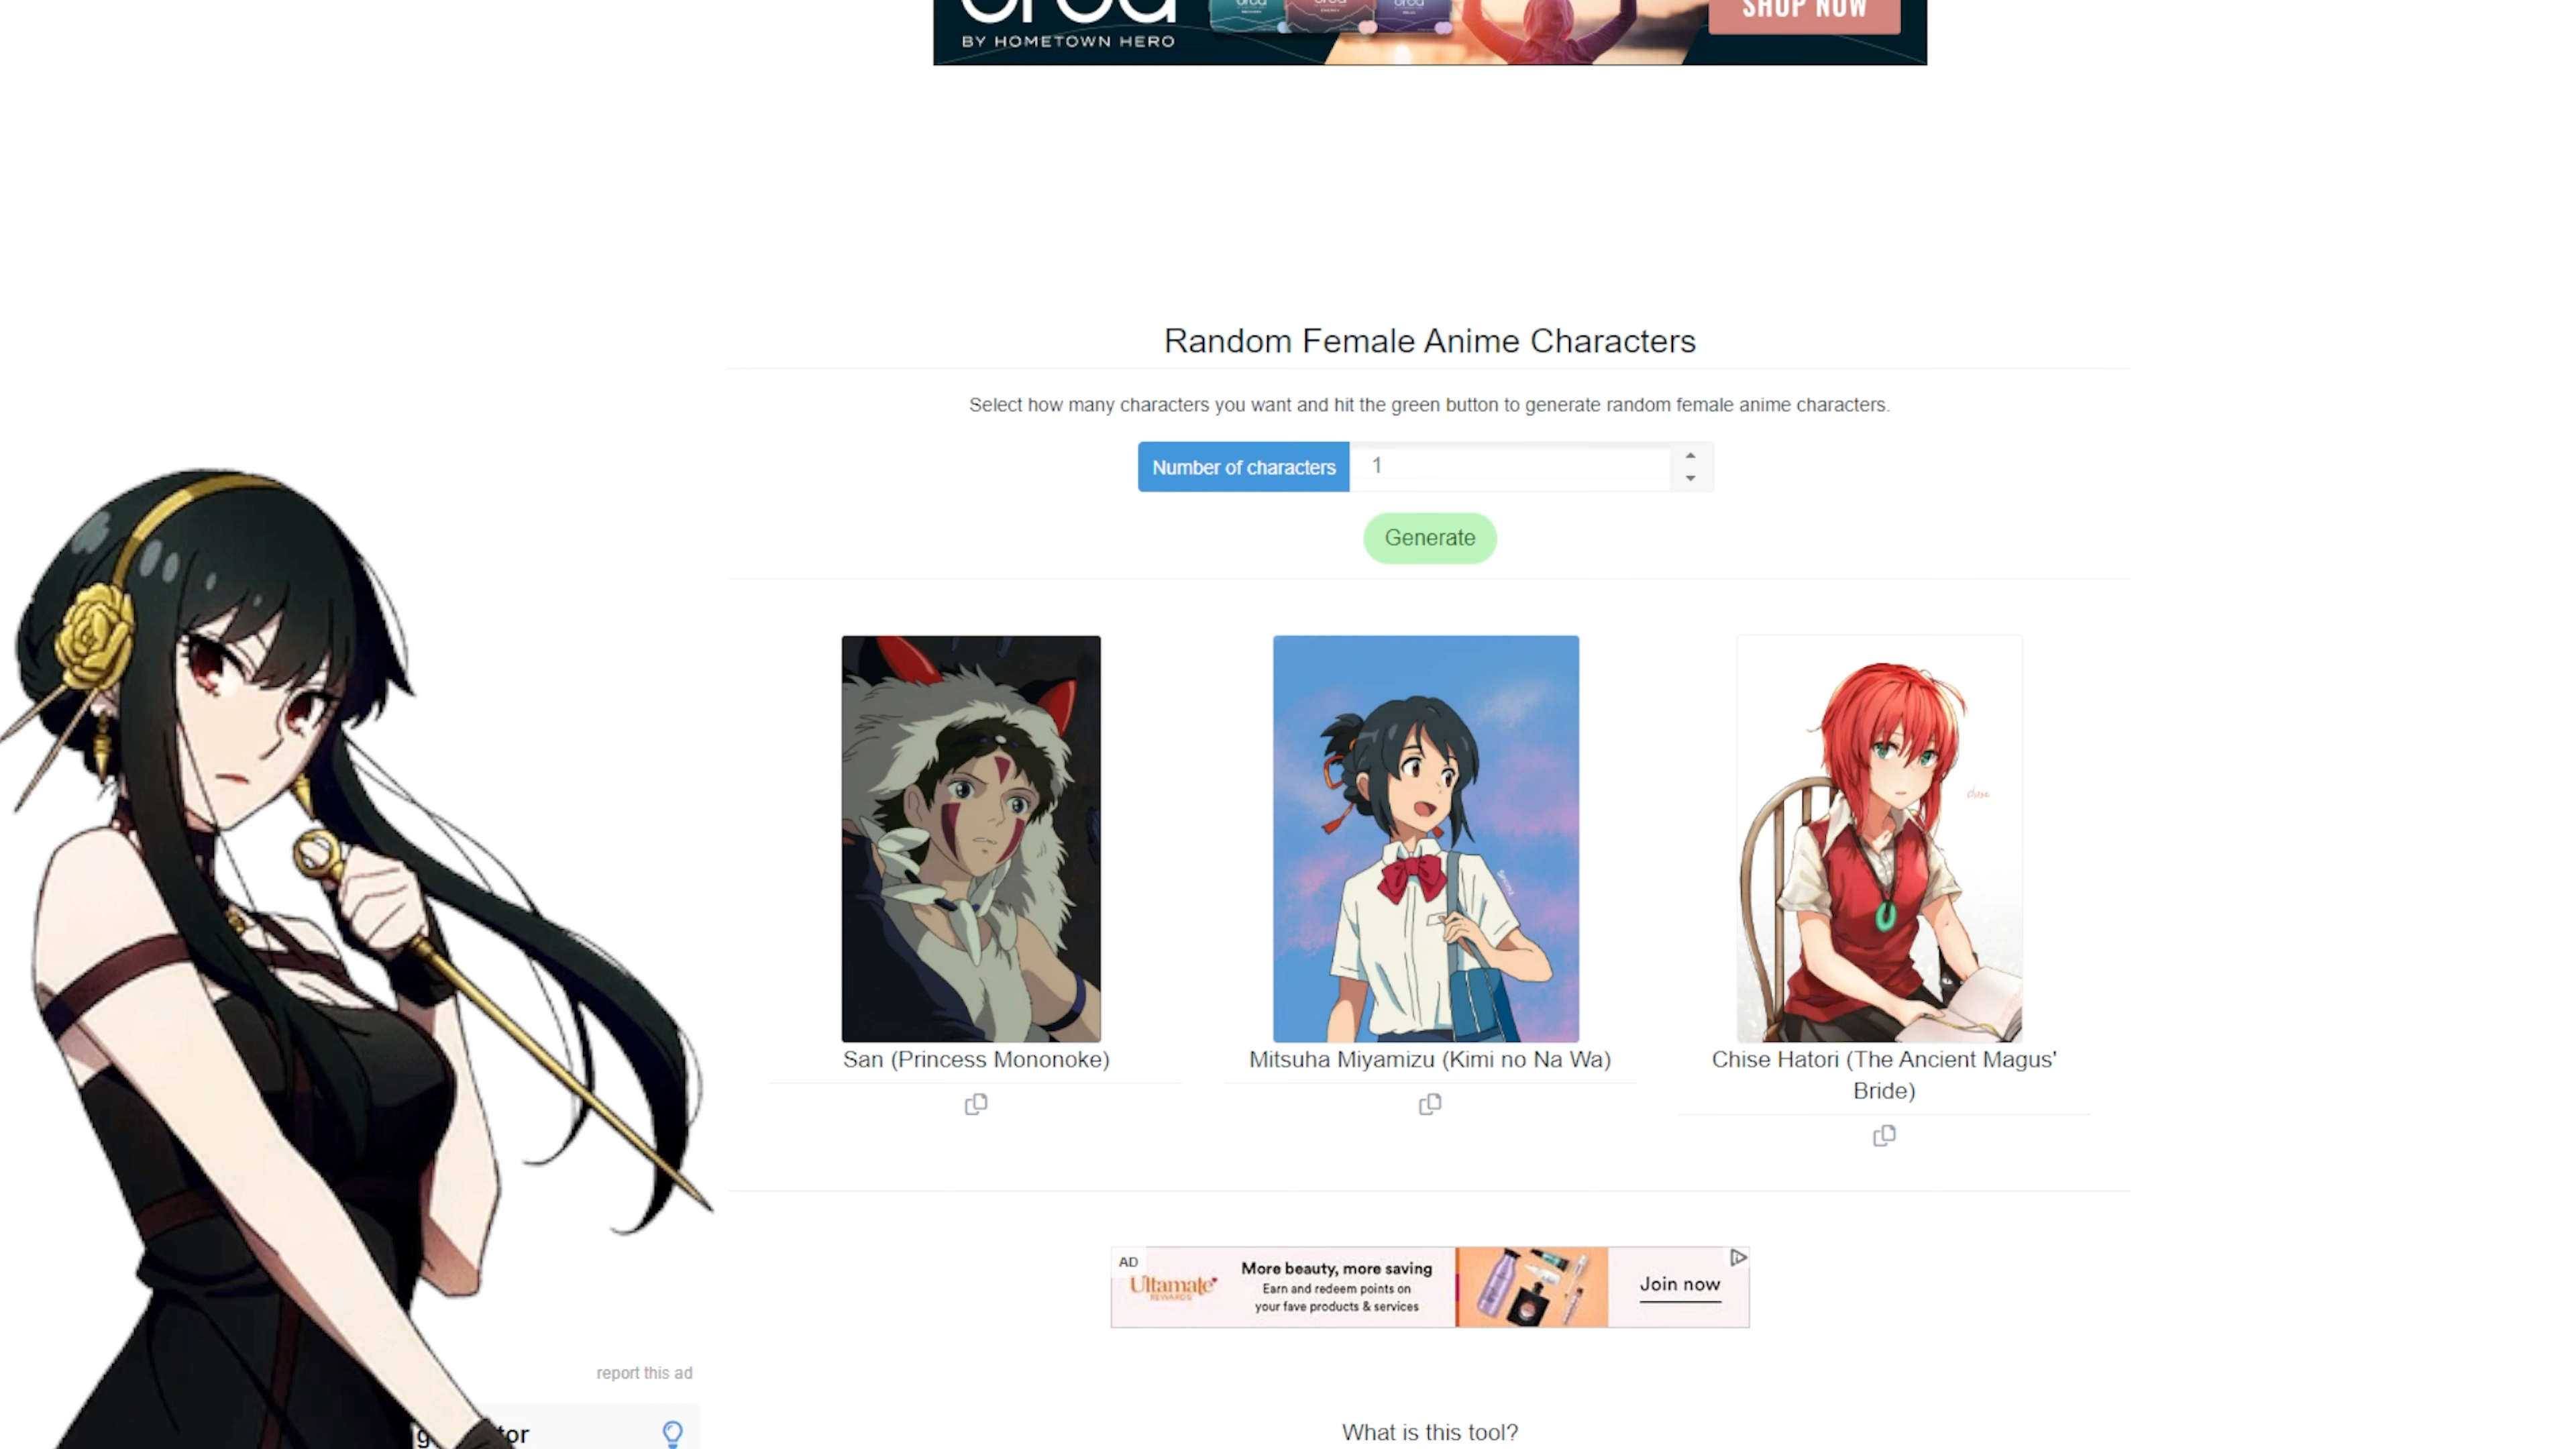 BY HOMETOWN HERO
SHOP NOW
Random Female Anime Characters
Select how many characters you want and hit the green button to generate random female anime characters.
Number of characters
1
Generate
San (Princess Mononoke)
Mitsuha Miyamizu (Kimi no Na Wa)
Chise Hatori (The Ancient Magus'
Bride)
AD
Ultamate
REWARDS
More beauty, more saving
Earn and redeem points on
your fave products & services
Join now
report this ad
What is this tool?